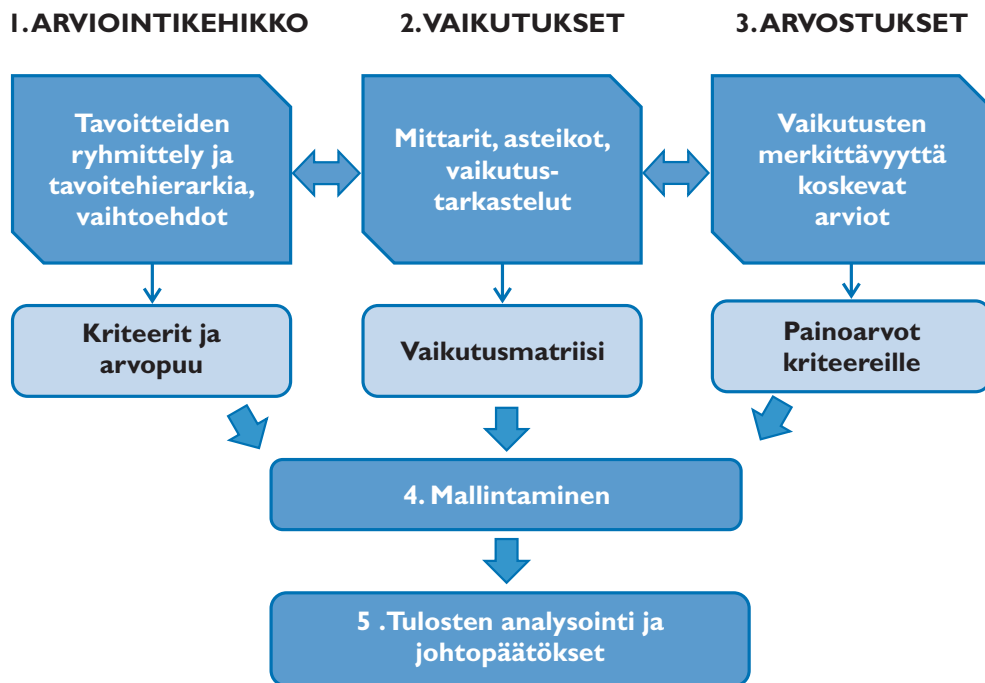 1. ARVIOINTIKEHIKKO
2. VAIKUTUKSET
3. ARVOSTUKSET
Tavoitteiden
ryhmittely ja
tavoitehierarkia,
vaihtoehdot
Mittarit, asteikot,
vaikutus-
tarkastelut
Vaikutusten
merkittävyyttä
koskevat
arviot
Kriteerit ja
arvopuu
Vaikutusmatriisi
Painoarvot
kriteereille
4. Mallintaminen
5 . Tulosten analysointi ja
johtopäätökset